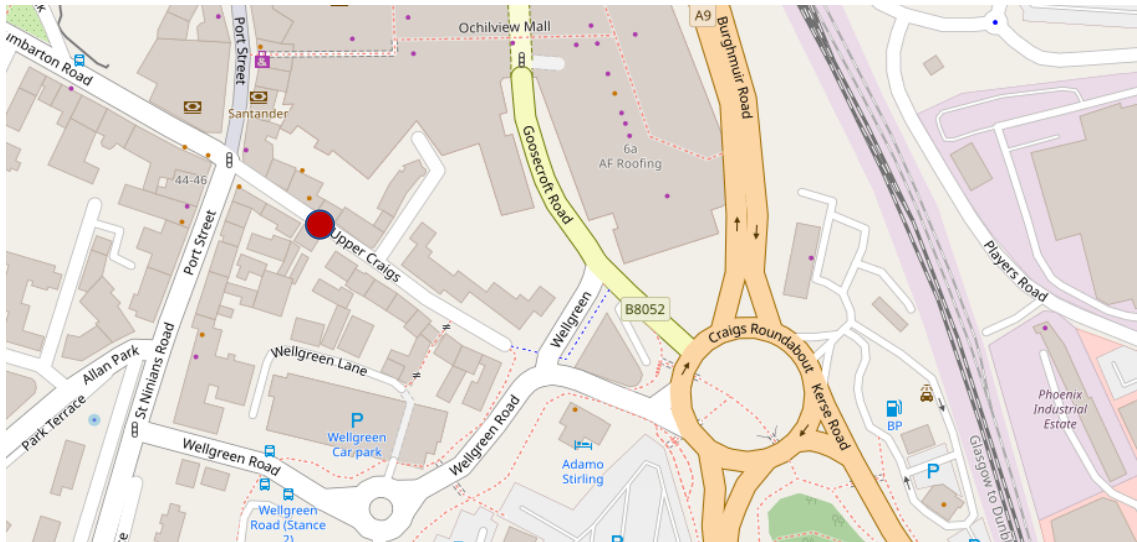 Ochilview Mall
A9
Burghmuir Road
Port Street
umbarton Road
Santander
6a
AF Roofing
Goosecroft Road
44-46
Port Street
Upper Craigs
Players Road
Wellgreen
B8052
Craigs Roundabout
Wellgreen Lane
Allan Park
St Ninians Road
Kerse Road
Park Terrace
P
Wellgreen
Car park
Wellgreen Road
Wellgreen Road
BP
Phoenix
Industrial
Estate
Adamo
Stirling
P
Glasgow to Dunb
Wellgreen
Road (Stance
2)
P
P